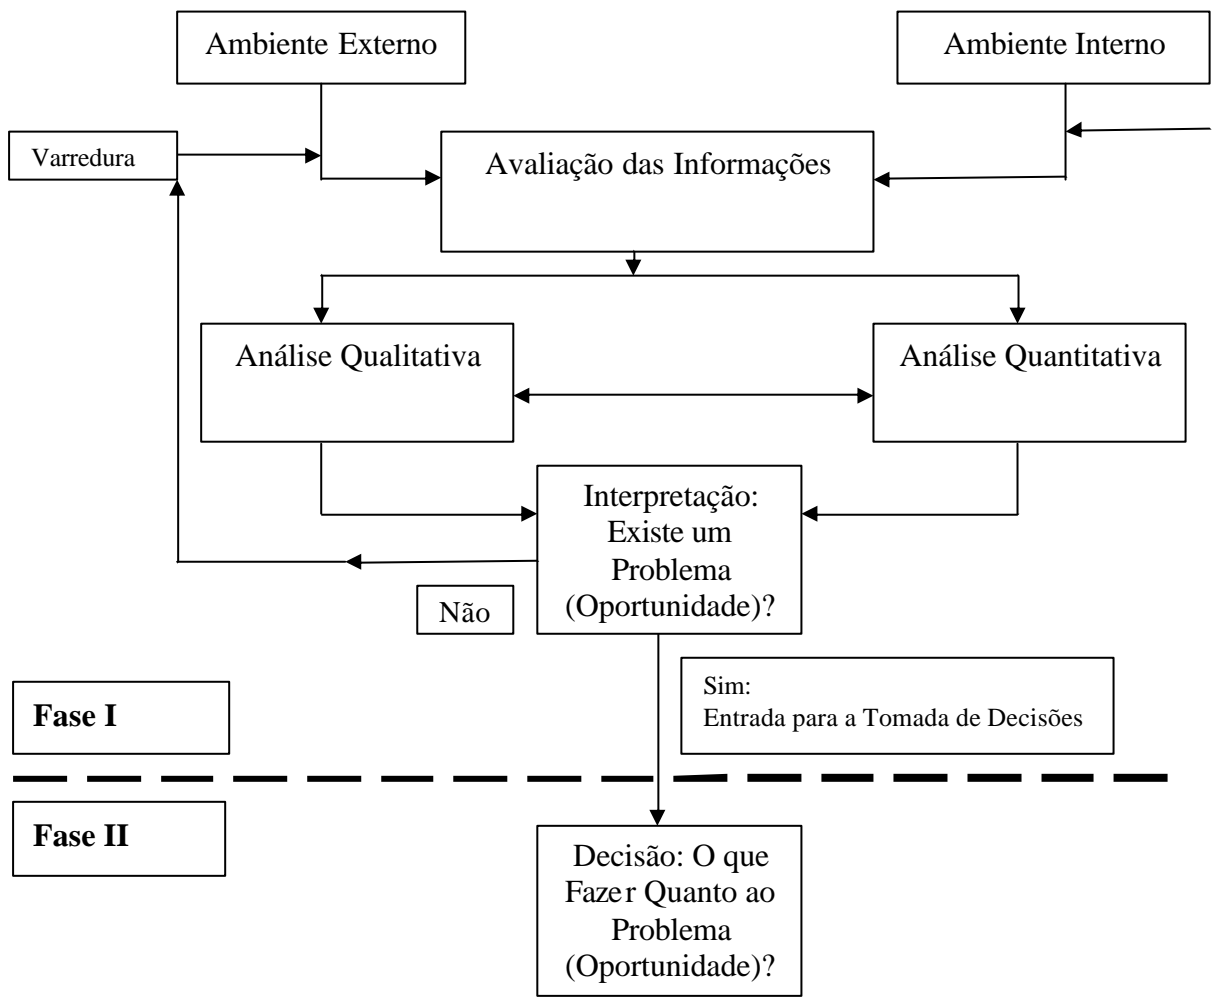 Ambiente Externo
Ambiente Interno
Varredura
Avaliação das Informações
Análise Qualitativa
Análise Quantitativa
Interpretação:
Existe um
Problema
(Oportunidade)?
Não
Sim:
Entrada para a Tomada de Decisões
Fase I
Fase II
Decisão: O que
Fazer Quanto ao
Problema
(Oportunidade)?